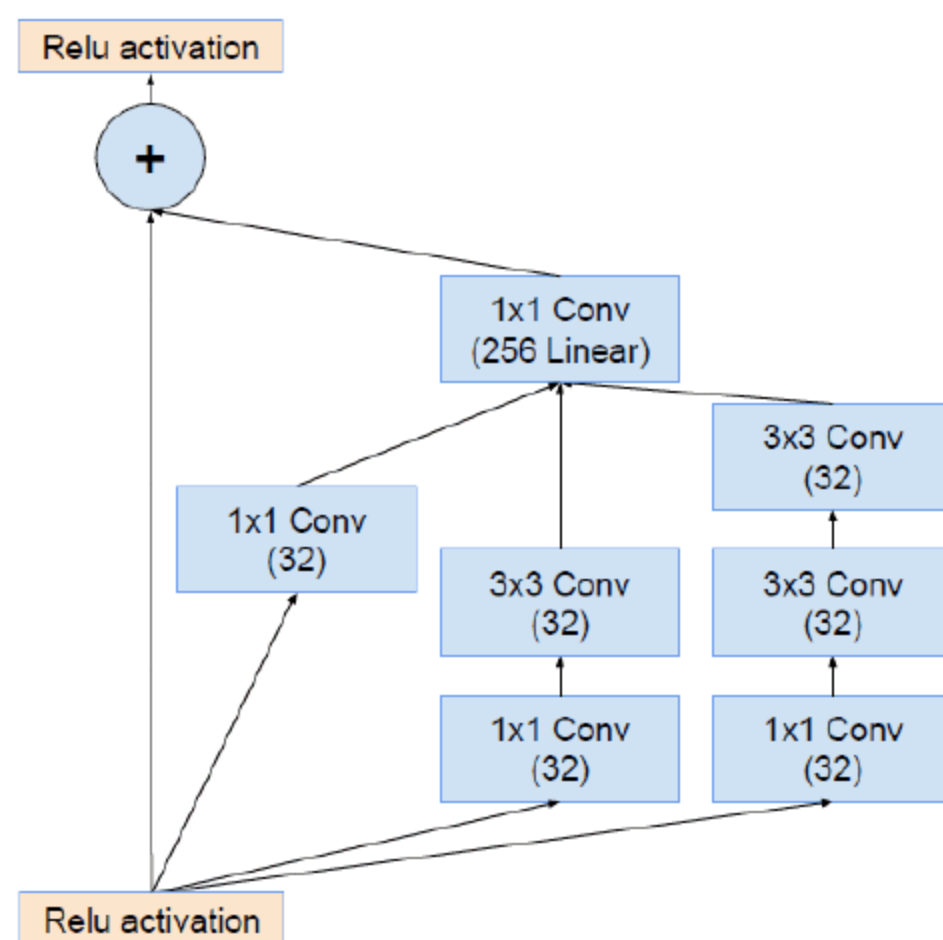 Relu activation
+
1x1 Conv
(256 Linear)
3x3 Conv
(32)
1x1 Conv
(32)
3x3 Conv
(32)
3x3 Conv
(32)
1x1 Conv
(32)
1x1 Conv
(32)
Relu activation